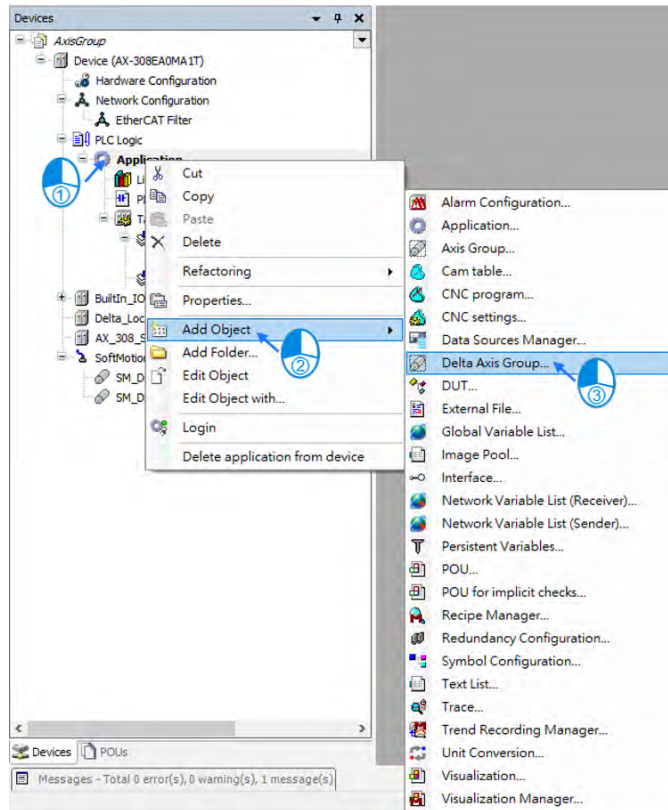 Devices
AxisGroup
Device (AX-308EA0MA1T)
Hardware Configuration
Network Configuration
EtherCAT Filter
PLC Logic
Application
①
BuiltIn_IO
Delta_Loc
AX_308_S
SoftMotion
SM_D
SM_D
Cut
Copy
Paste
Delete
Refactoring
Properties...
Add Object
②
Add Folder...
Edit Object
Edit Object with...
Login
Delete application from device
Alarm Configuration...
Application...
Axis Group...
Cam table...
CNC program...
CNC settings...
Data Sources Manager...
Delta Axis Group...
③
DUT...
External File...
Global Variable List...
Image Pool...
Interface...
Network Variable List (Receiver)...
Network Variable List (Sender)...
Persistent Variables...
POU...
POU for implicit checks...
Recipe Manager...
Redundancy Configuration...
Symbol Configuration...
Text List...
Trace...
Trend Recording Manager...
Unit Conversion...
Visualization...
Visualization Manager...
Devices
POUs
Messages - Total 0 error(s), 0 warning(s), 1 message(s)